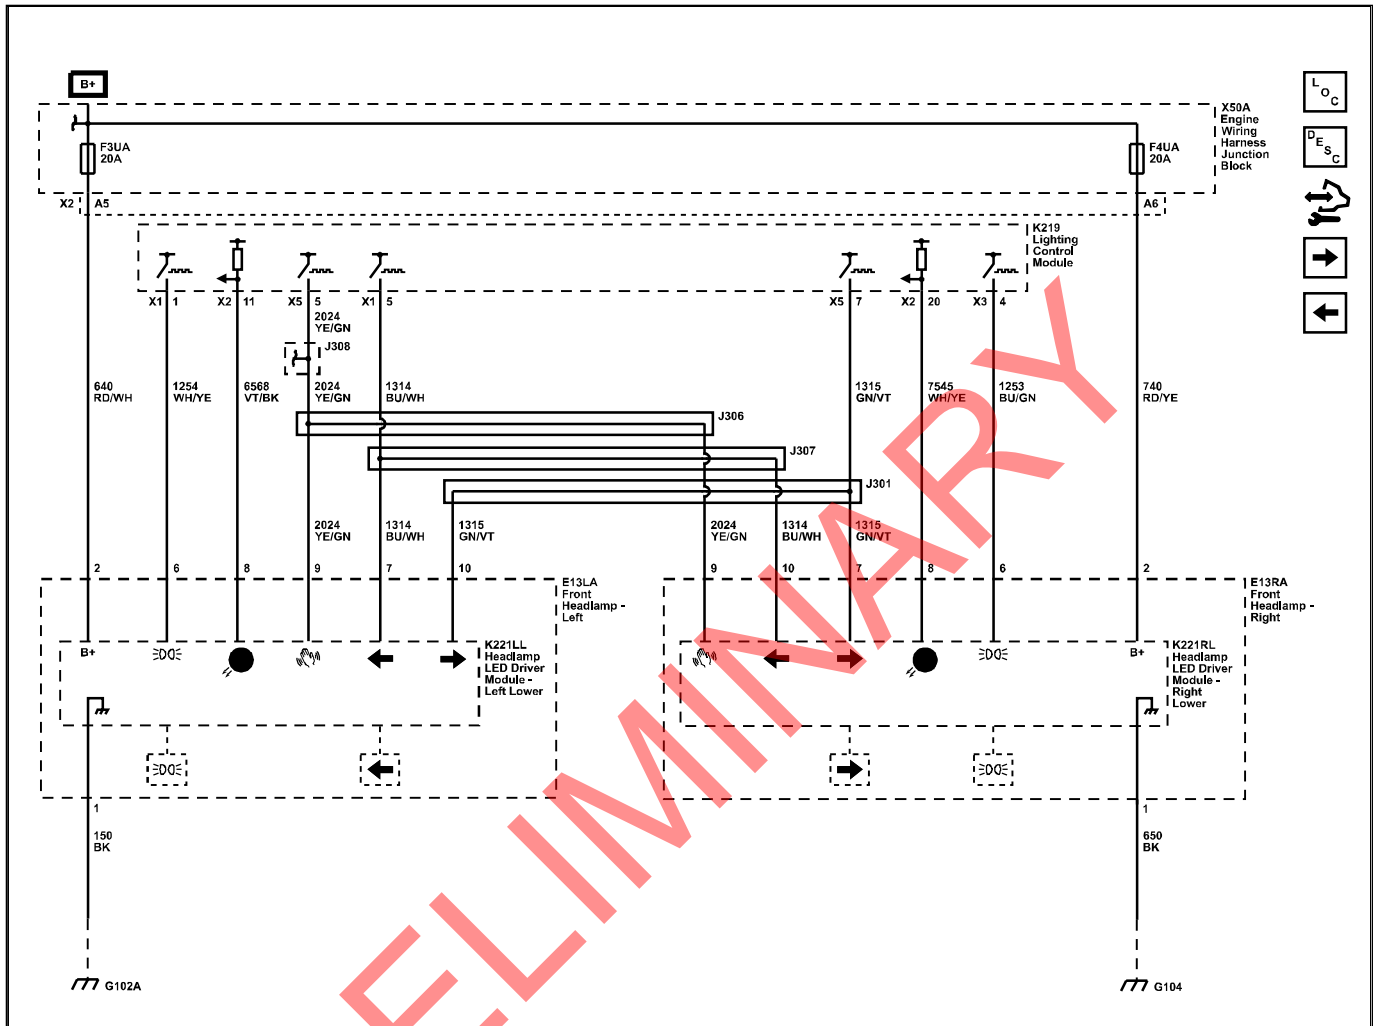 B+
L
O
C
X50A
Engine
Wiring
Harness
Junction
Block
D
E
S
C
F3UA
20A
F4UA
20A
X2 A5
A6
K219
Lighting
Control
Module
X1 1
X2 11
X5 5
X1 5
X5 7
X2 20
X3 4
2024
YE/GN
J308
640
RD/WH
1254
WH/YE
6568
VT/BK
2024
YE/GN
1314
BU/WH
1315
GN/VT
7545
WH/YE
1253
BU/GN
740
RD/YE
J306
J307
J301
2024
YE/GN
1314
BU/WH
1315
GN/VT
2024
YE/GN
1314
BU/WH
1315
GN/VT
2 6 8 9 7 10
9 10 7 8 6 2
E13LA
Front
Headlamp -
Left
E13RA
Front
Headlamp -
Right
B+
K221LL
Headlamp
LED Driver
Module -
Left Lower
B+
K221RL
Headlamp
LED Driver
Module -
Right
Lower
1
150
BK
1
650
BK
G102A
G104
ELIMINARY